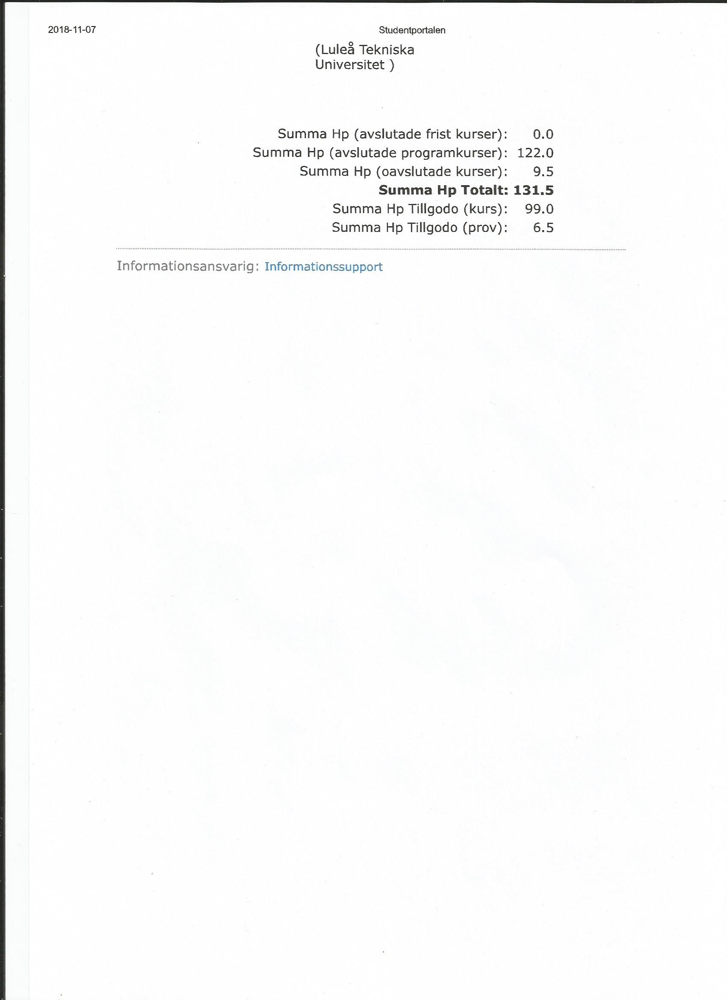 2018-11-07
Studentportalen
(Luleå Tekniska
Universitet )
Summa Hp (avslutade frist kurser): 0.0
Summa Hp (avslutade programkurser): 122.0
Summa Hp (oavslutade kurser): 9.5
Summa Hp Totalt: 131.5
Summa Hp Tillgodo (kurs): 99.0
Summa Hp Tillgodo (prov): 6.5
Informationsansvarig: Informationssupport